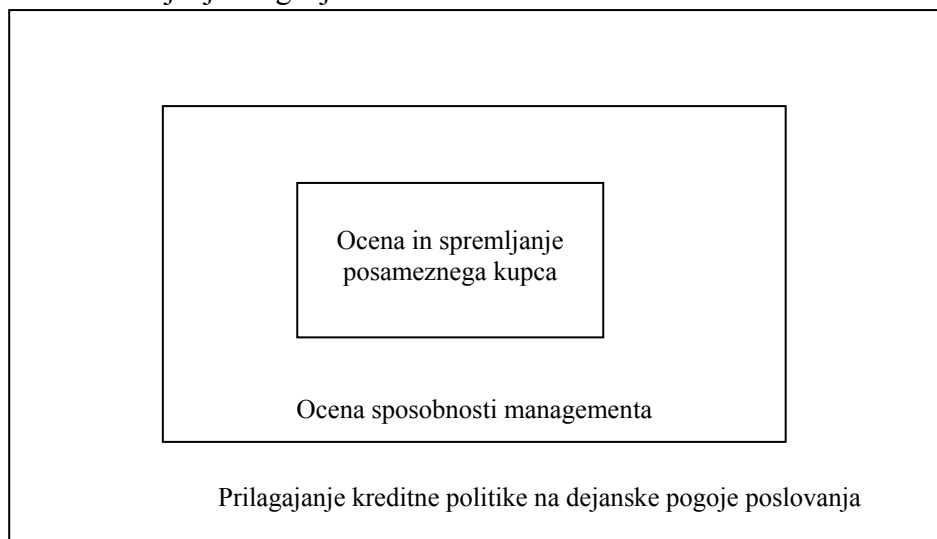 Ocena in spremljanje
posameznega kupca
Ocena sposobnosti managementa
Prilagajanje kreditne politike na dejanske pogoje poslovanja